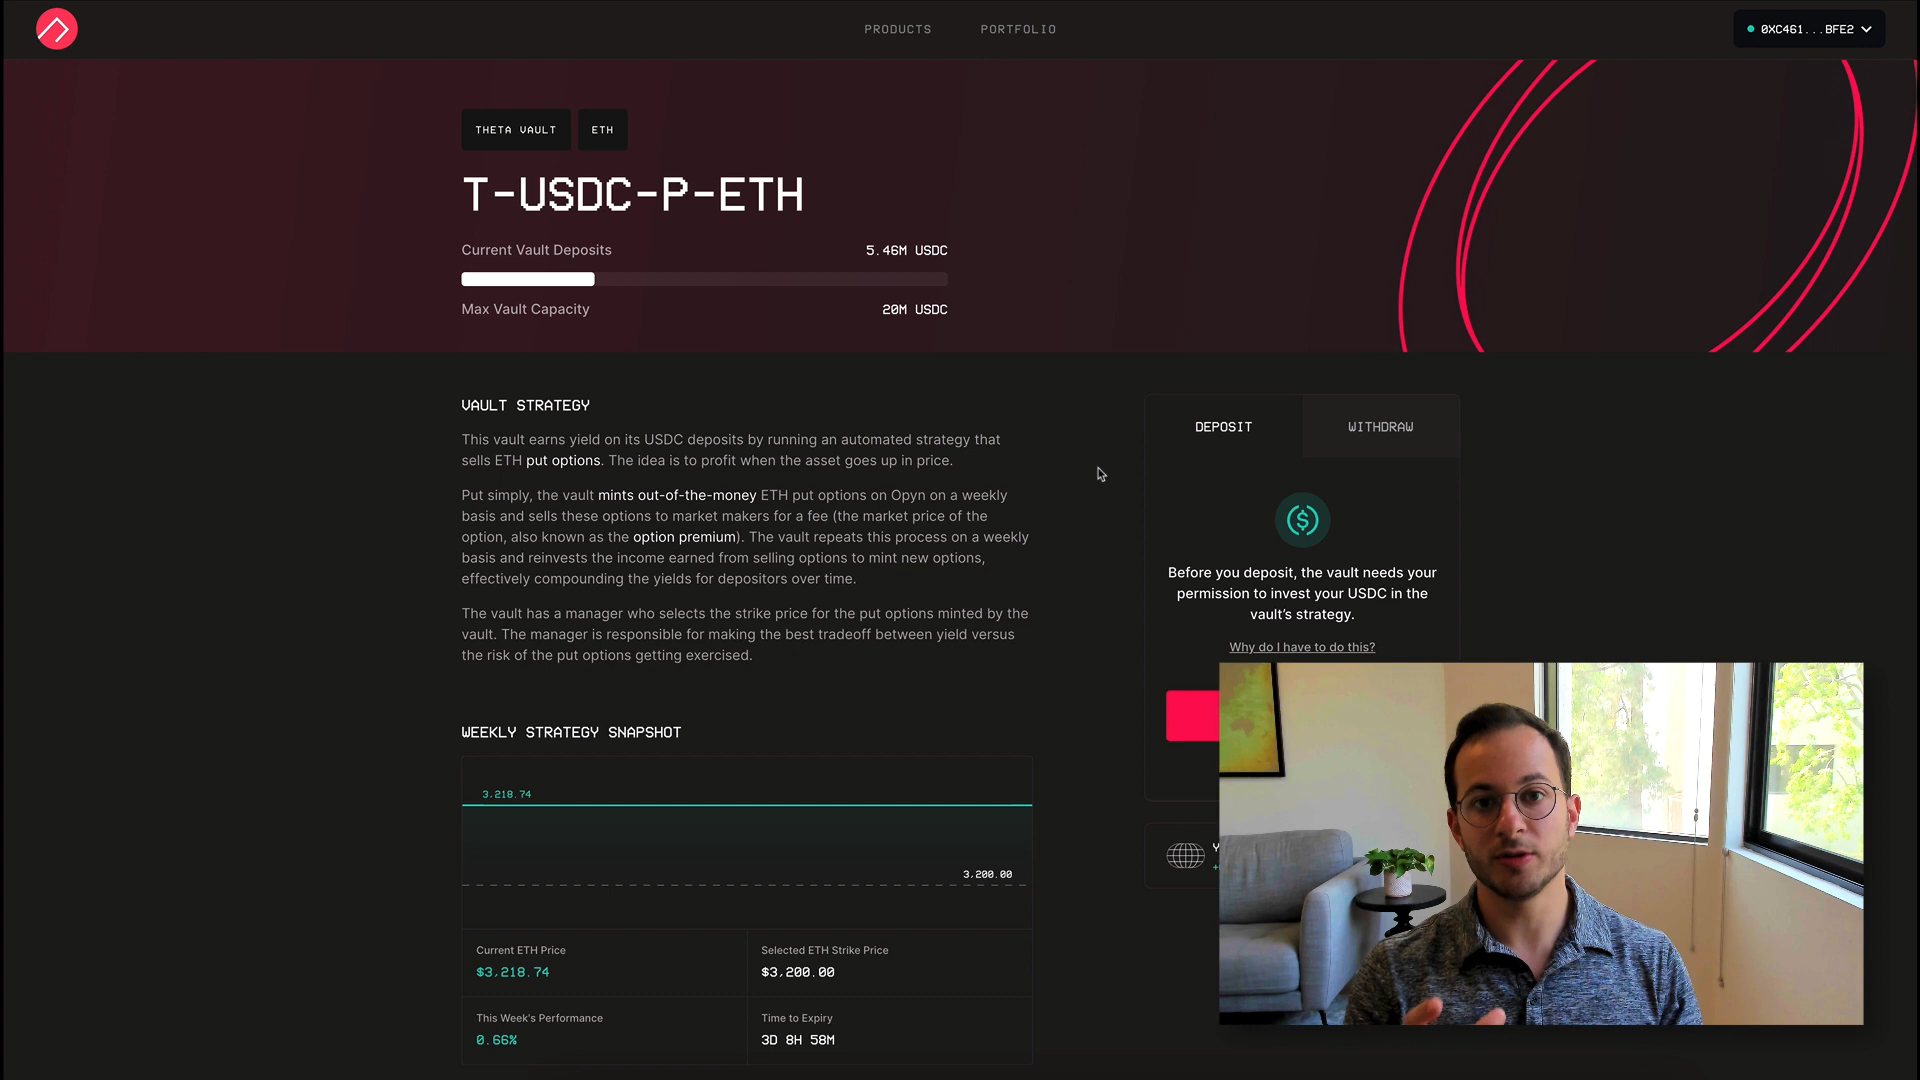 PRODUCTS
PORTFOLIO
0XC461...BFE2
THETA VAULT
ETH
T-USDC-P-ETH
Current Vault Deposits
5.46M USDC
Max Vault Capacity
20M USDC
VAULT STRATEGY
This vault earns yield on its USDC deposits by running an automated strategy that
sells ETH put options. The idea is to profit when the asset goes up in price.
Put simply, the vault mints out-of-the-money ETH put options on Opyn on a weekly
basis and sells these options to market makers for a fee (the market price of the
option, also known as the option premium). The vault repeats this process on a weekly
basis and reinvests the income earned from selling options to mint new options,
effectively compounding the yields for depositors over time.
The vault has a manager who selects the strike price for the put options minted by the
vault. The manager is responsible for making the best tradeoff between yield versus
the risk of the put options getting exercised.
WEEKLY STRATEGY SNAPSHOT
3,218.74
3,200.00
Current ETH Price
$3,218.74
Selected ETH Strike Price
$3,200.00
This Week's Performance
0.66%
Time to Expiry
3D 8H 58M
DEPOSIT
WITHDRAW
Before you deposit, the vault needs your
permission to invest your USDC in the
vault's strategy.
Why do I have to do this?